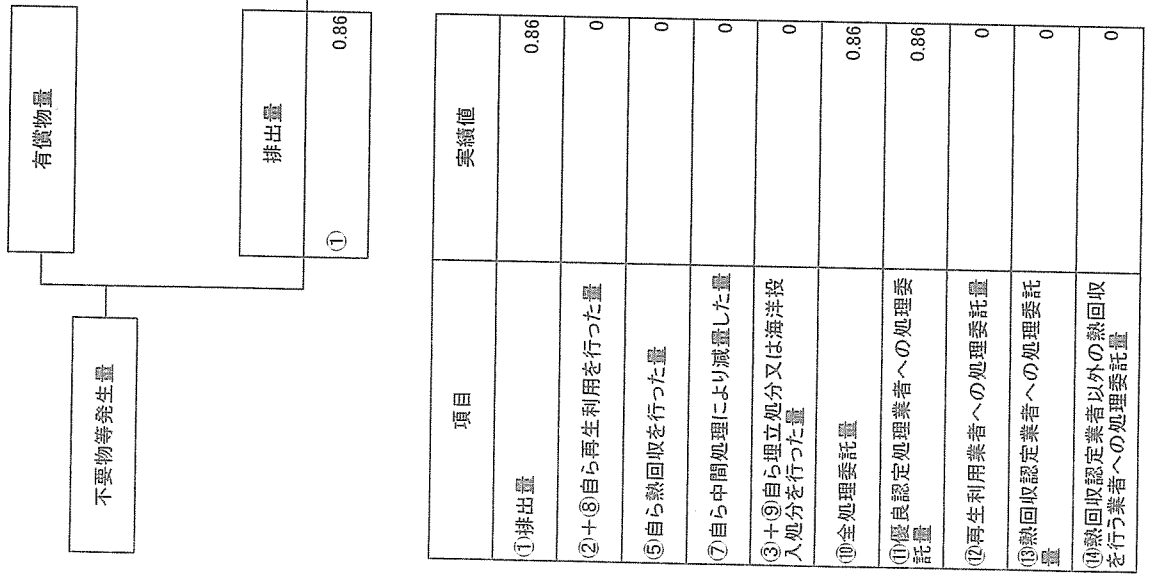 不要物等発生量
有償物量
排出量
① 0.86
項目 実績値
①排出量 0.86
②+⑧自ら再生利用を行った量 0
⑤自ら熱回収を行った量 0
⑦自ら中間処理により減量した量 0
③+⑨自ら埋立処分又は海洋投
入処分を行った量 0
⑩全処理委託量 0.86
⑪優良認定処理業者への処理委
託量 0.86
⑫再生利用業者への処理委託量 0
⑬熱回収認定業者への処理委託
量 0
⑭熱回収認定業者以外の熱回収
を行う業者への処理委託量 0